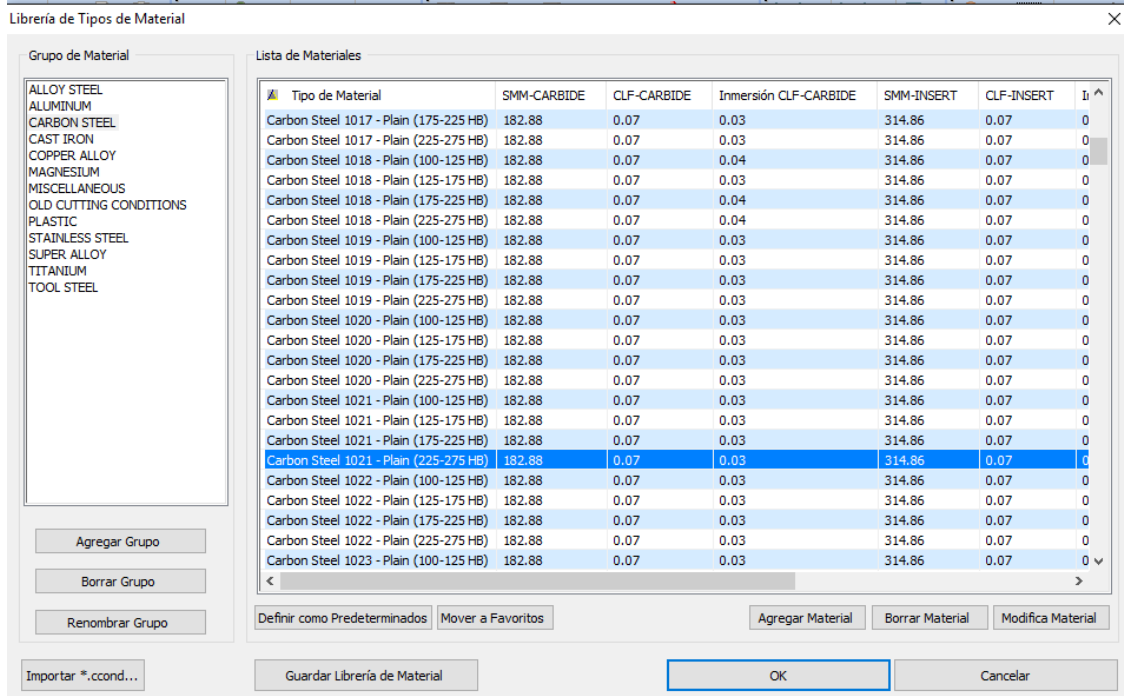 Librería de Tipos de Material
Grupo de Material
ALLOY STEEL
ALUMINUM
CARBON STEEL
CAST IRON
COPPER ALLOY
MAGNESIUM
MISCELLANEOUS
OLD CUTTING CONDITIONS
PLASTIC
STAINLESS STEEL
SUPER ALLOY
TITANIUM
TOOL STEEL
Agregar Grupo
Borrar Grupo
Renombrar Grupo
Lista de Materiales
Tipo de Material SMM-CARBIDE CLF-CARBIDE Inmersión CLF-CARBIDE SMM-INSERT CLF-INSERT
Carbon Steel 1017 - Plain (175-225 HB) 182.88 0.07 0.03 314.86 0.07 0
Carbon Steel 1017 - Plain (225-275 HB) 182.88 0.07 0.03 314.86 0.07 0
Carbon Steel 1018 - Plain (100-125 HB) 182.88 0.07 0.04 314.86 0.07 0
Carbon Steel 1018 - Plain (125-175 HB) 182.88 0.07 0.03 314.86 0.07 0
Carbon Steel 1018 - Plain (175-225 HB) 182.88 0.07 0.04 314.86 0.07 0
Carbon Steel 1018 - Plain (225-275 HB) 182.88 0.07 0.04 314.86 0.07 0
Carbon Steel 1019 - Plain (100-125 HB) 182.88 0.07 0.03 314.86 0.07 0
Carbon Steel 1019 - Plain (125-175 HB) 182.88 0.07 0.03 314.86 0.07 0
Carbon Steel 1019 - Plain (175-225 HB) 182.88 0.07 0.03 314.86 0.07 0
Carbon Steel 1019 - Plain (225-275 HB) 182.88 0.07 0.03 314.86 0.07 0
Carbon Steel 1020 - Plain (100-125 HB) 182.88 0.07 0.03 314.86 0.07 0
Carbon Steel 1020 - Plain (125-175 HB) 182.88 0.07 0.03 314.86 0.07 0
Carbon Steel 1020 - Plain (175-225 HB) 182.88 0.07 0.03 314.86 0.07 0
Carbon Steel 1020 - Plain (225-275 HB) 182.88 0.07 0.03 314.86 0.07 0
Carbon Steel 1021 - Plain (100-125 HB) 182.88 0.07 0.03 314.86 0.07 0
Carbon Steel 1021 - Plain (125-175 HB) 182.88 0.07 0.03 314.86 0.07 0
Carbon Steel 1021 - Plain (175-225 HB) 182.88 0.07 0.03 314.86 0.07 0
Carbon Steel 1021 - Plain (225-275 HB) 182.88 0.07 0.03 314.86 0.07 0
Carbon Steel 1022 - Plain (100-125 HB) 182.88 0.07 0.03 314.86 0.07 0
Carbon Steel 1022 - Plain (125-175 HB) 182.88 0.07 0.03 314.86 0.07 0
Carbon Steel 1022 - Plain (175-225 HB) 182.88 0.07 0.03 314.86 0.07 0
Carbon Steel 1022 - Plain (225-275 HB) 182.88 0.07 0.03 314.86 0.07 0
Carbon Steel 1023 - Plain (100-125 HB) 182.88 0.07 0.03 314.86 0.07 0
Definir como Predeterminados Mover a Favoritos Agregar Material Borrar Material Modifica Material
Importar *.ccond... Guardar Librería de Material OK Cancelar